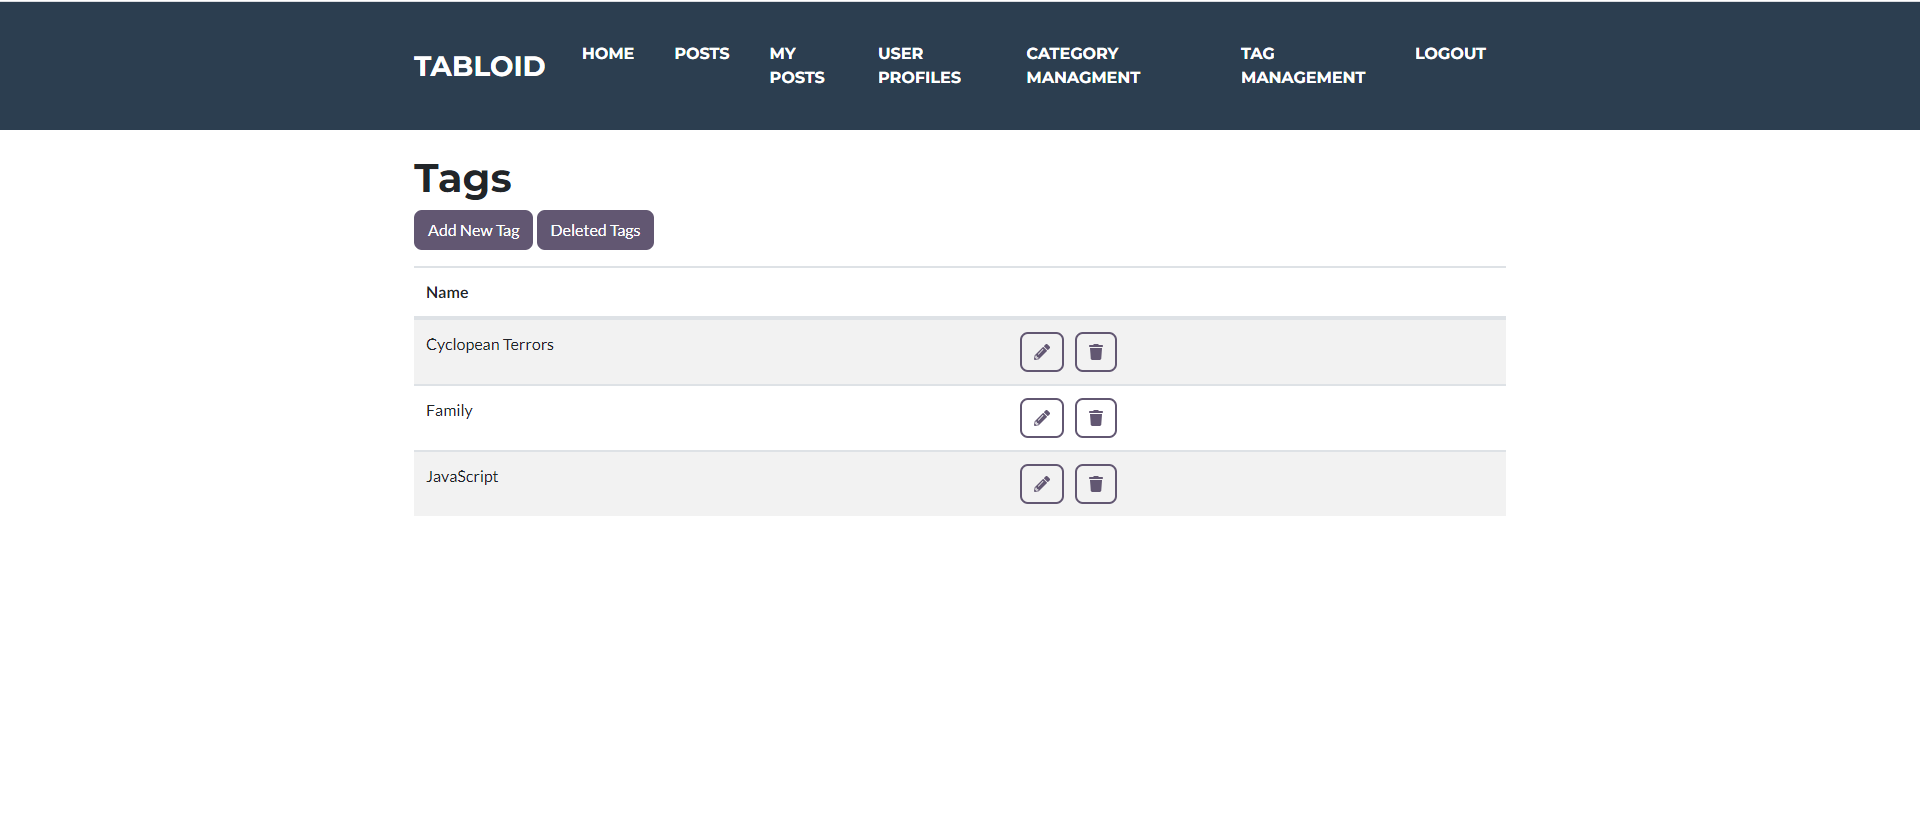 TABLOID
HOME
POSTS
MY
POSTS
USER
PROFILES
CATEGORY
MANAGMENT
TAG
MANAGEMENT
LOGOUT
Tags
Add New Tag
Deleted Tags
Name
Cyclopean Terrors
Family
JavaScript